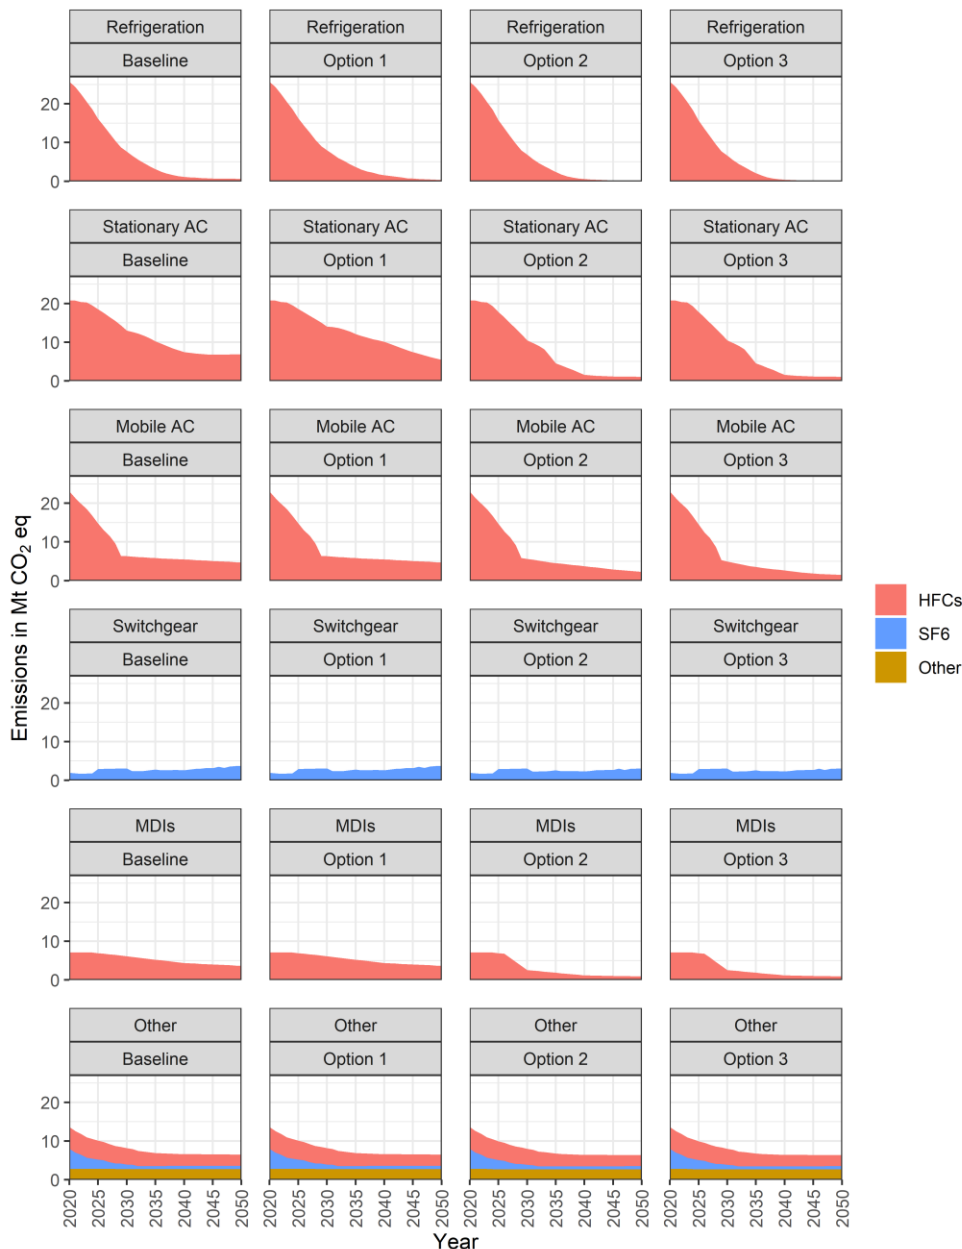 Refrigeration Refrigeration Refrigeration Refrigeration
Baseline Option 1 Option 2 Option 3
20
10
0
Stationary AC Stationary AC Stationary AC Stationary AC
Baseline Option 1 Option 2 Option 3
20
10
0
Mobile AC Mobile AC Mobile AC Mobile AC
Baseline Option 1 Option 2 Option 3
20
10
0
Emissions in Mt CO₂ eq
HFCs
SF6
Other
Switchgear Switchgear Switchgear Switchgear
Baseline Option 1 Option 2 Option 3
20
10
0
MDIs MDIs MDIs MDIs
Baseline Option 1 Option 2 Option 3
20
10
0
Other Other Other Other
Baseline Option 1 Option 2 Option 3
20
10
0
2020 2025 2030 2035 2040 2045 2050 2020 2025 2030 2035 2040 2045 2050 2020 2025 2030 2035 2040 2045 2050 2020 2025 2030 2035 2040 2045 2050
Year